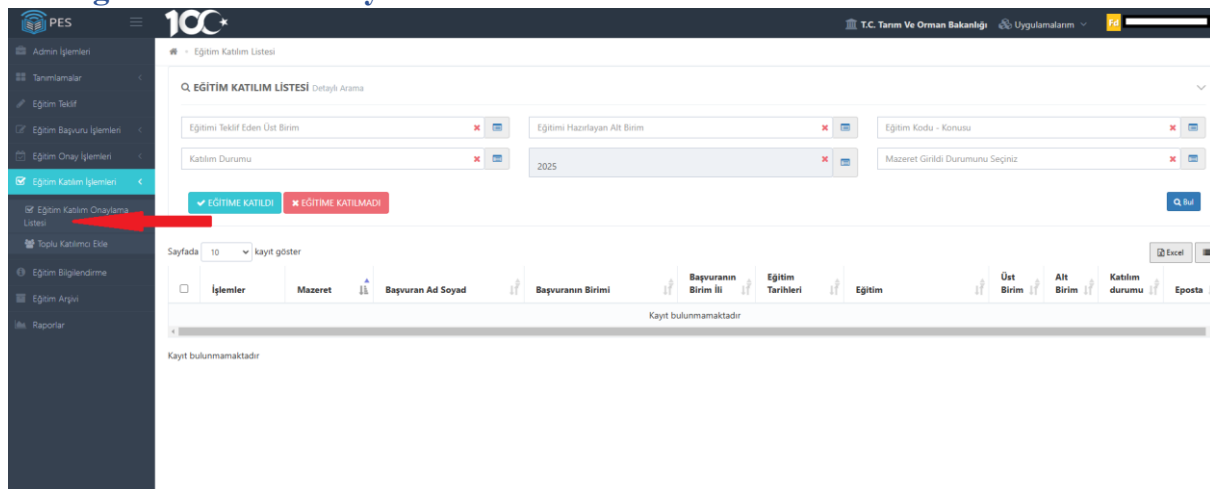 PES
100
T.C. Tarım Ve Orman Bakanlığı
Uygulamalarım
Fd
Admin İşlemleri
Tanımlamalar
Eğitim Teklif
Eğitim Başvuru İşlemleri
Eğitim Onay İşlemleri
Eğitim Katılım İşlemleri
Eğitim Katılım Onaylama
Listesi
Toplu Katılımcı Ekle
Eğitim Bilgilendirme
Eğitim Arşivi
Raporlar
Eğitim Katılım Listesi
EĞİTİM KATILIM LİSTESİ Detaylı Arama
Eğitimi Teklif Eden Üst Birim
Eğitimi Hazırlayan Alt Birim
Eğitim Kodu - Konusu
Katılım Durumu
2025
Mazeret Girildi Durumunu Seçiniz
EĞİTİME KATILDI
EĞİTİME KATILMADI
Bul
Sayfada 10 kayıt göster
Excel
İşlemler
Mazeret
Başvuran Ad Soyad
Başvuranın Birimi
Başvuranın
Birim İli
Eğitim
Tarihleri
Eğitim
Üst
Birim
Alt
Birim
Katılım
durumu
Eposta
Kayıt bulunmamaktadır
Kayıt bulunmamaktadır